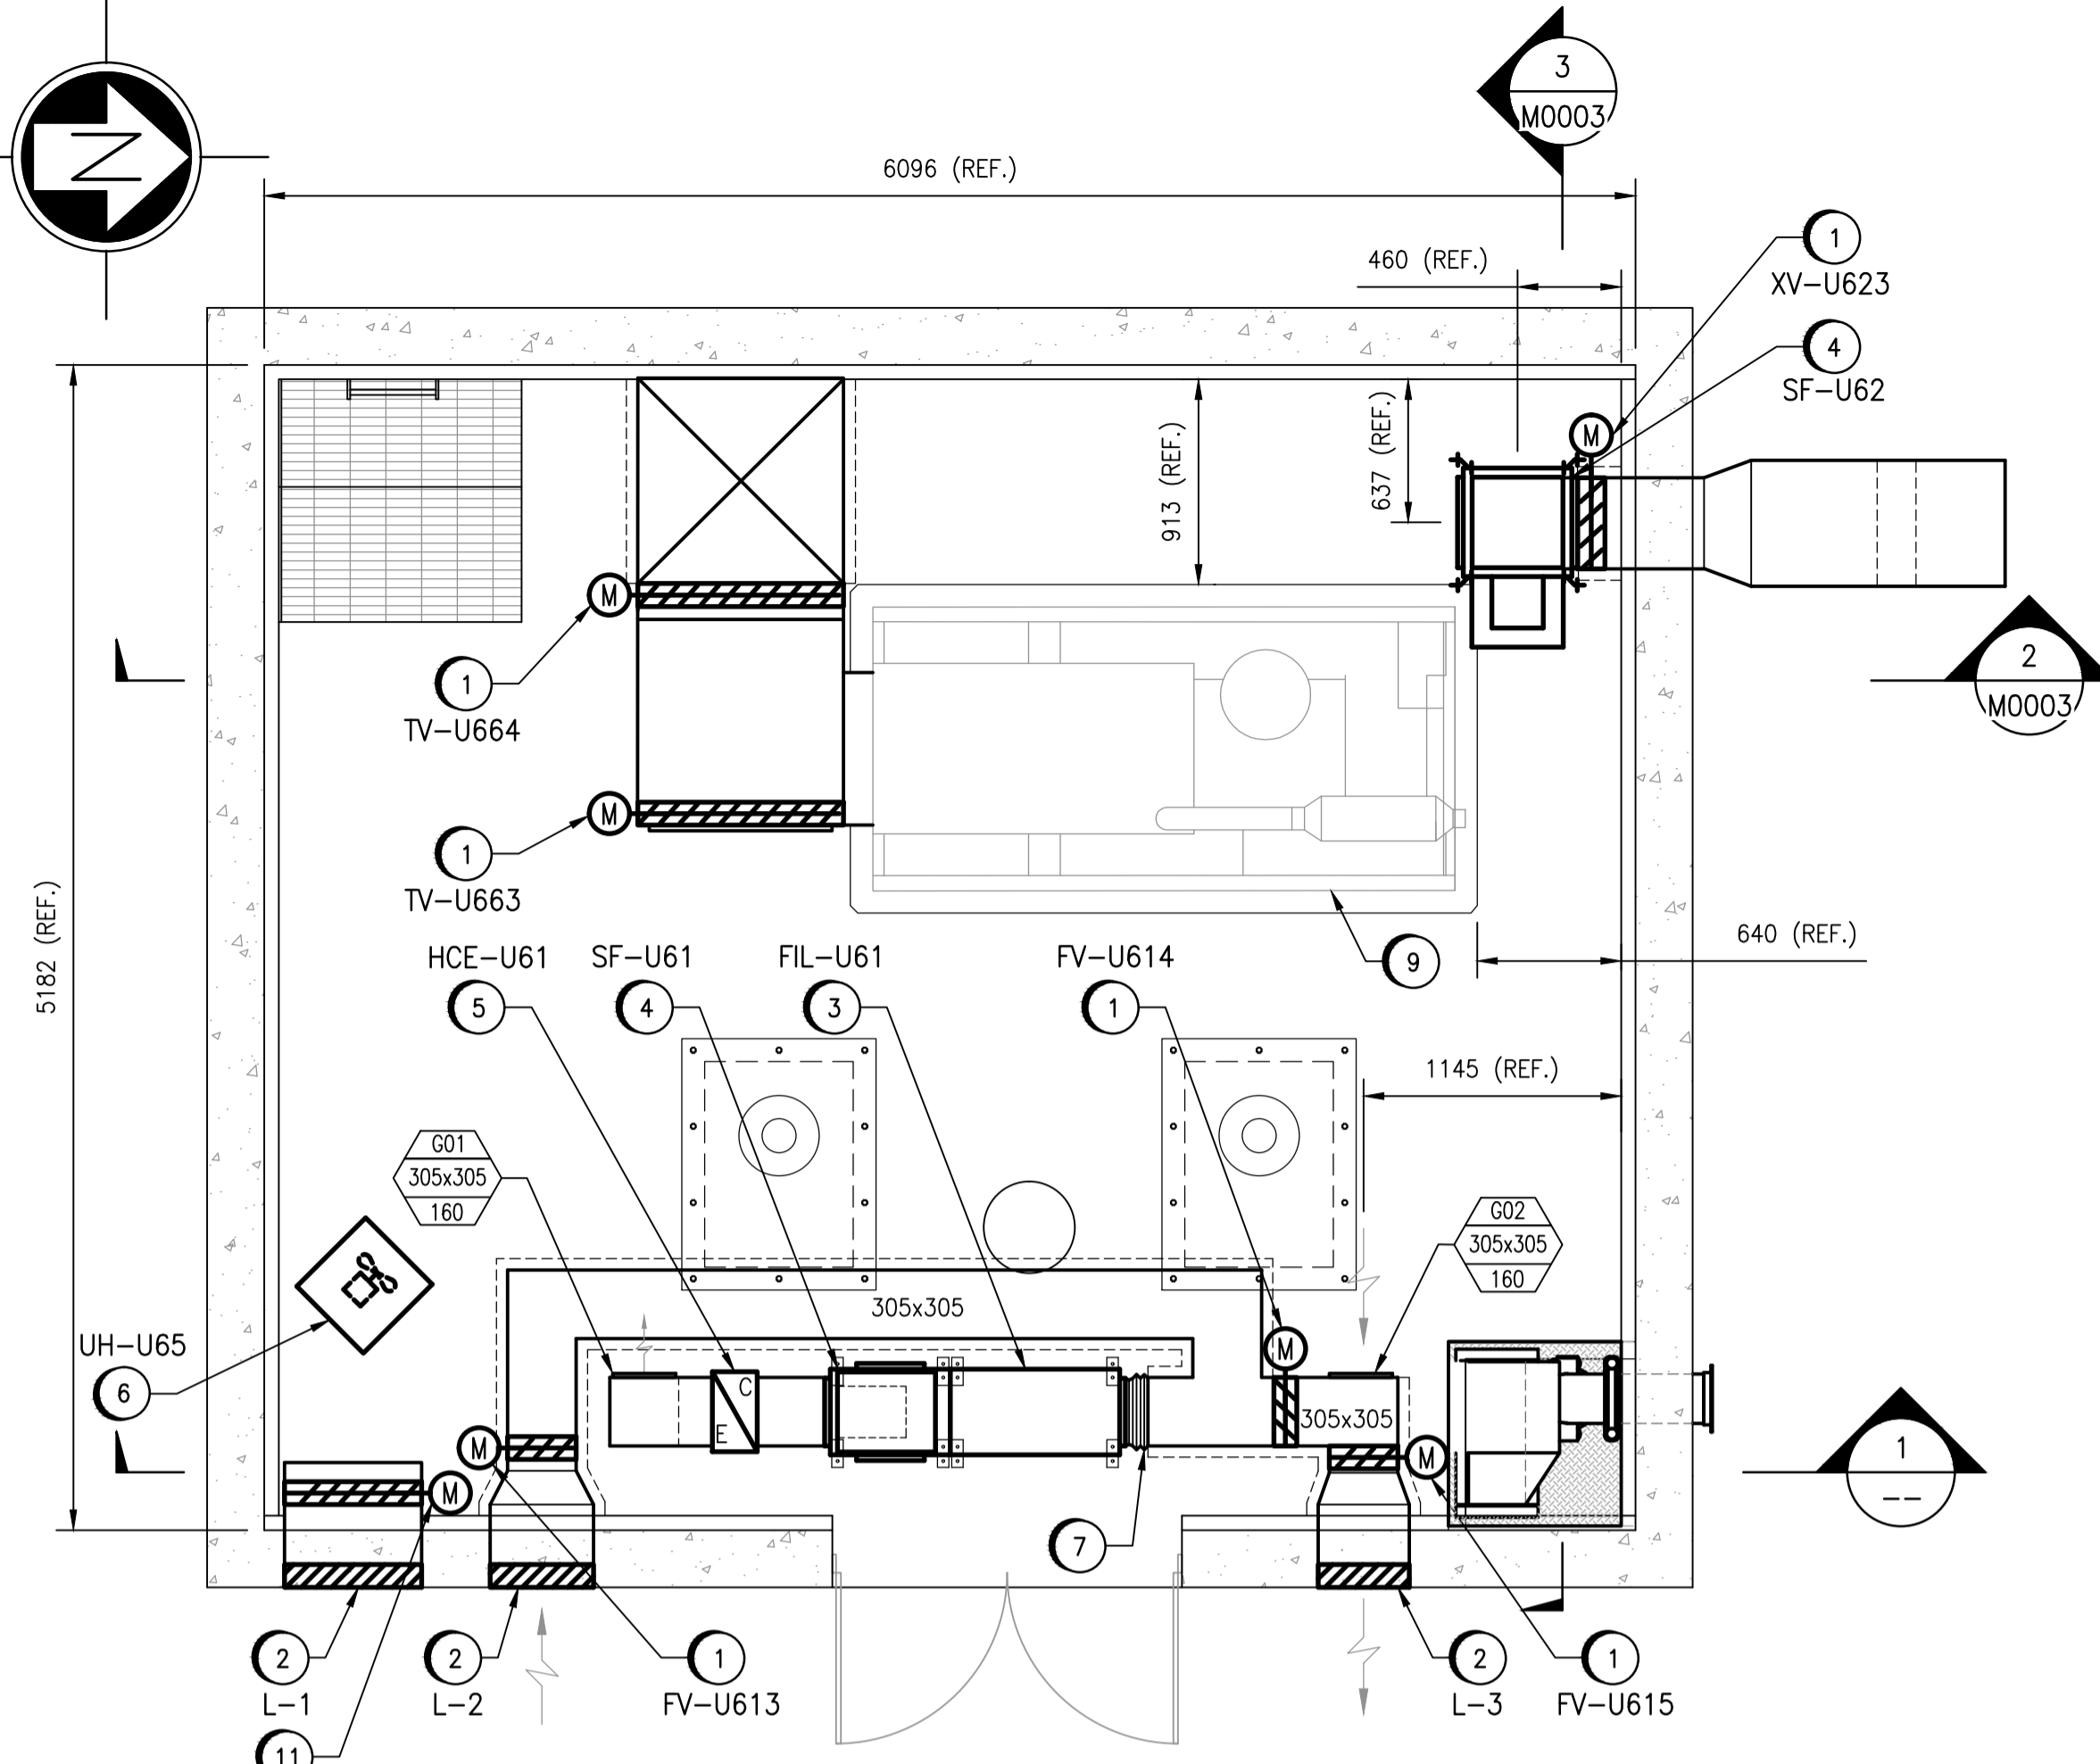 3
M0003
N
6096 (REF.)
460 (REF.)
1
XV-U623
4
SF-U62
M
913 (REF.)
637 (REF.)
M
1
TV-U664
2
M0003
M
1
TV-U663
5182 (REF.)
640 (REF.)
9
HCE-U61
SF-U61
FIL-U61
FV-U614
5
4
3
1
1145 (REF.)
G01
305x305
160
G02
305x305
160
305x305
UH-U65
6
M
C
E
305x305
M
M
M
1
--
7
2
L-1
2
L-2
1
FV-U613
2
L-3
1
FV-U615
11